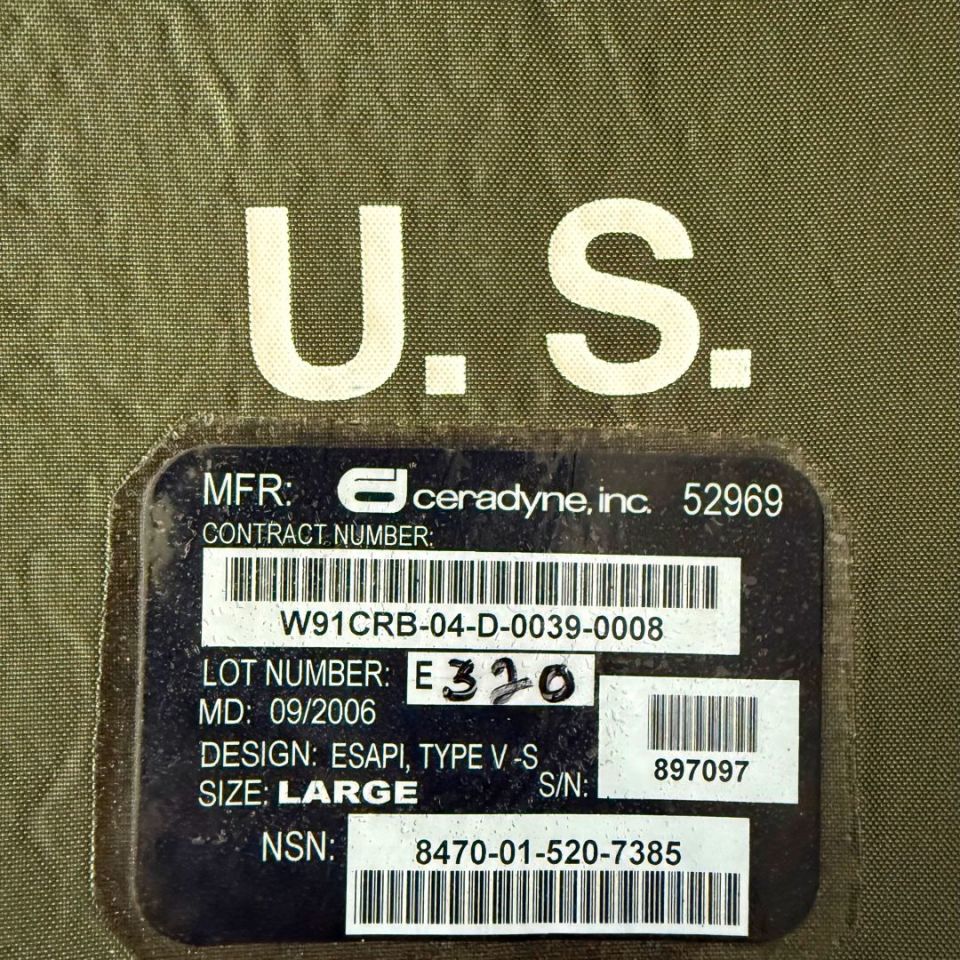 U. S.
MFR: ceradyne, inc. 52969
CONTRACT NUMBER:
W91CRB-04-D-0039-0008
LOT NUMBER: E 320
MD: 09/2006
DESIGN: ESAPI, TYPE V -S
SIZE: LARGE
S/N: 897097
NSN: 8470-01-520-7385